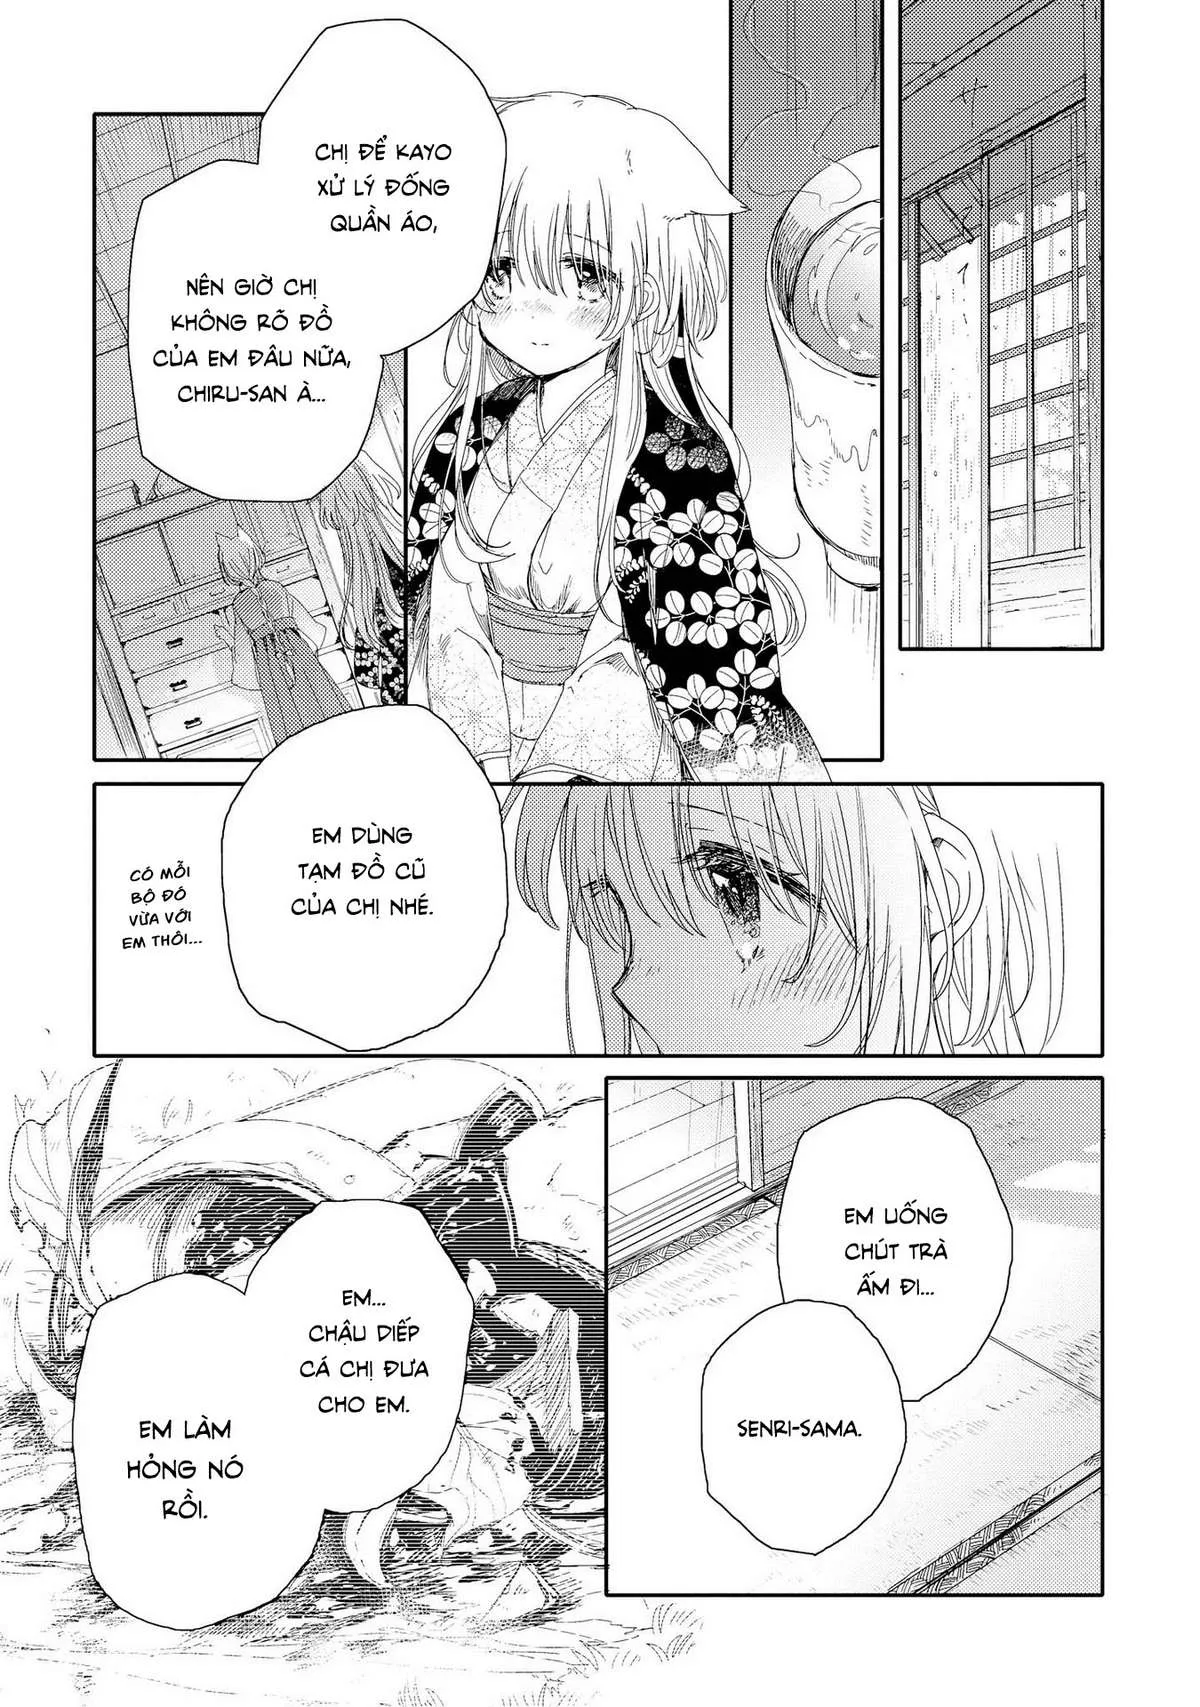 CHỊ ĐỂ KAYO
XỬ LÝ ĐỐNG
QUẦN ÁO,
NÊN GIỜ CHỊ
KHÔNG RÕ ĐỒ
CỦA EM ĐÂU NỮA,
CHIRU-SAN À...
EM DÙNG
TẠM ĐỒ CŨ
CỦA CHỊ NHÉ.
CÓ MỖI
BỘ ĐÓ
VỪA VỚI
EM THÔI...
EM UỐNG
CHÚT TRÀ
ẤM ĐI...
SENRI-SAMA.
EM...
CHẬU DIẾP
CÁ CHỊ ĐƯA
CHO EM.
EM LÀM
HỎNG NÓ
RỒI.